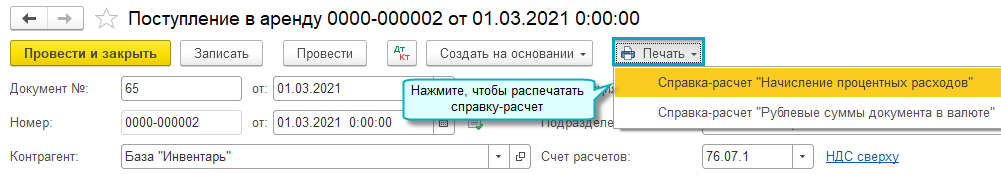 Поступление в аренду 0000-000002 от 01.03.2021 0:00:00
Провести и закрыть Записать Провести Дт Кт Создать на основании Печать
Справка-расчет "Начисление процентных расходов"
Справка-расчет "Рублевые суммы документа в валюте"
Нажмите, чтобы распечатать
справку-расчет
Документ №: 65 от: 01.03.2021
Номер: 0000-000002 от: 01.03.2021 0:00:00
Контрагент: База "Инвентарь" Счет расчетов: 76.07.1 НДС сверху